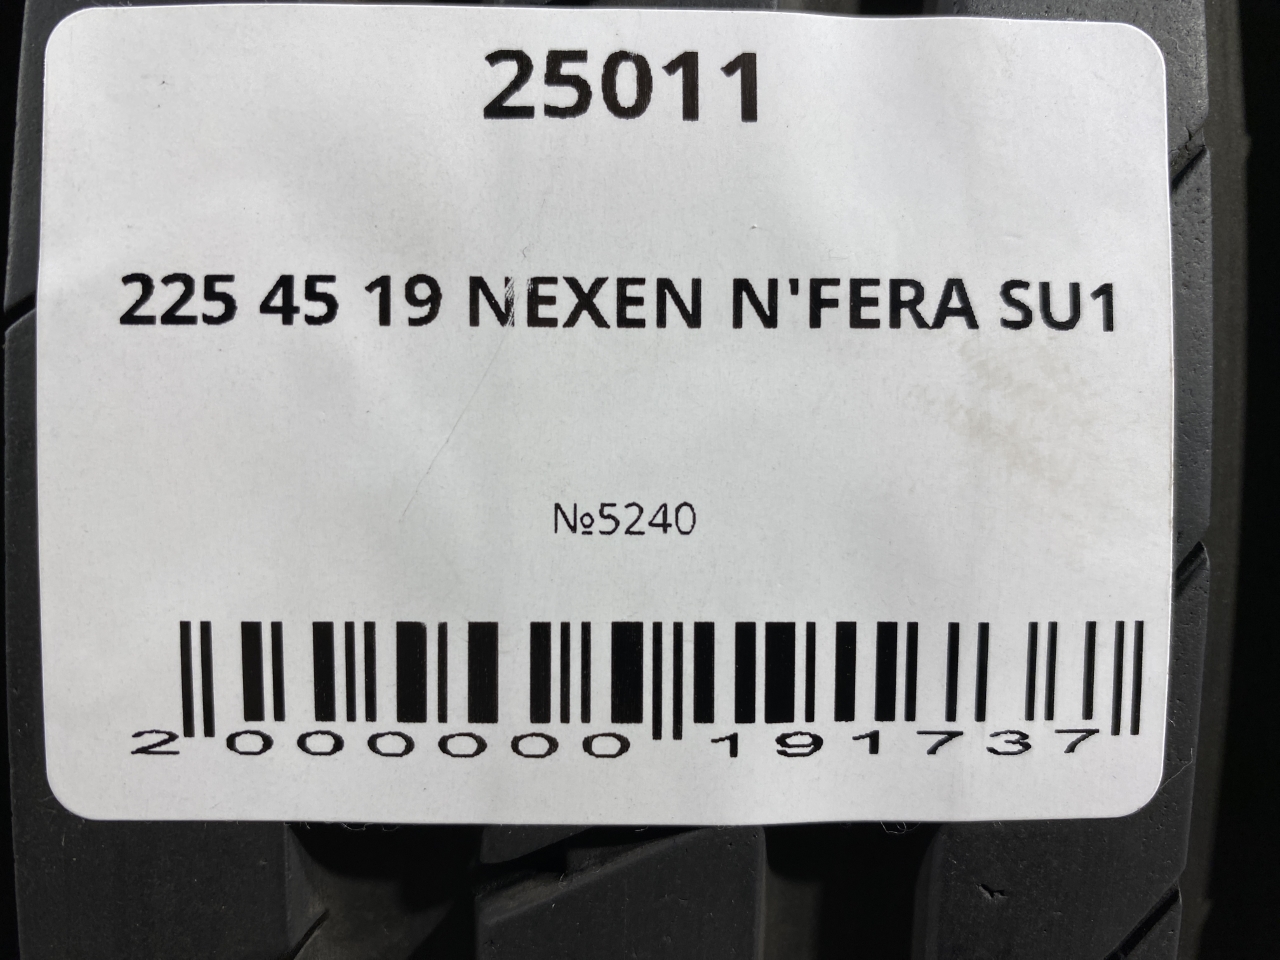 25011
225 45 19 NEXEN N'FERA SU1
№5240
2 000000 191737